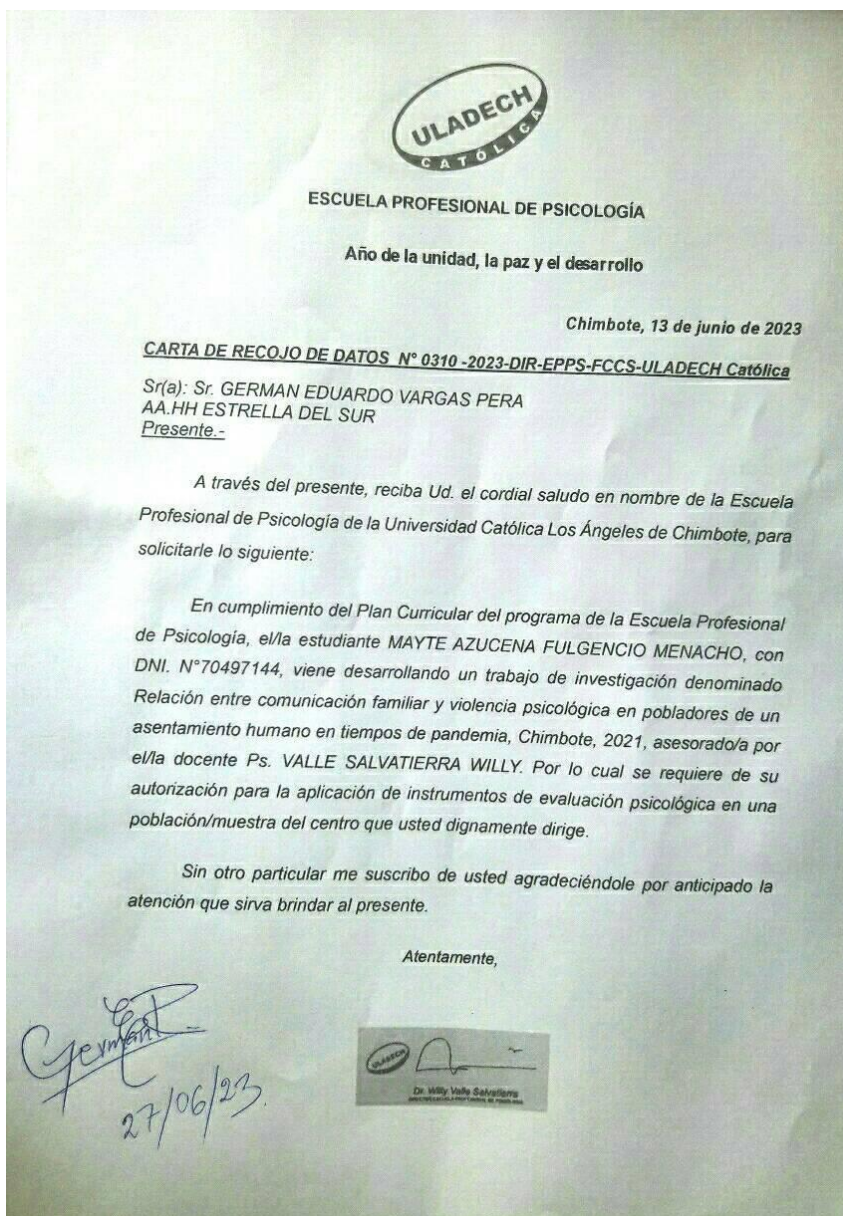 ULADECH
CATÓLICA
ESCUELA PROFESIONAL DE PSICOLOGÍA
Año de la unidad, la paz y el desarrollo
Chimbote, 13 de junio de 2023
CARTA DE RECOJO DE DATOS N° 0310 -2023-DIR-EPPS-FCCS-ULADECH Católica
Sr(a): Sr. GERMAN EDUARDO VARGAS PERA
AA.HH ESTRELLA DEL SUR
Presente.-
A través del presente, reciba Ud. el cordial saludo en nombre de la Escuela
Profesional de Psicología de la Universidad Católica Los Ángeles de Chimbote, para
solicitarle lo siguiente:
En cumplimiento del Plan Curricular del programa de la Escuela Profesional
de Psicología, el/la estudiante MAYTE AZUCENA FULGENCIO MENACHO, con
DNI. N°70497144, viene desarrollando un trabajo de investigación denominado
Relación entre comunicación familiar y violencia psicológica en pobladores de un
asentamiento humano en tiempos de pandemia, Chimbote, 2021, asesorado/a por
el/la docente Ps. VALLE SALVATIERRA WILLY. Por lo cual se requiere de su
autorización para la aplicación de instrumentos de evaluación psicológica en una
población/muestra del centro que usted dignamente dirige.
Sin otro particular me suscribo de usted agradeciéndole por anticipado la
atención que sirva brindar al presente.
Atentamente,
German
27/06/23.
ULADECH
Dr. Willy Valle Salvatierra